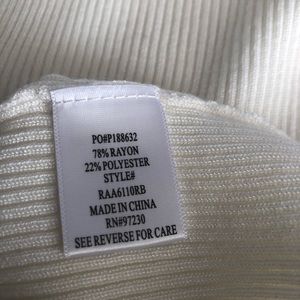 PO#P188632
78% RAYON
22% POLYESTER
STYLE#
RAA6110RB
MADE IN CHINA
RN#97230
SEE REVERSE FOR CARE